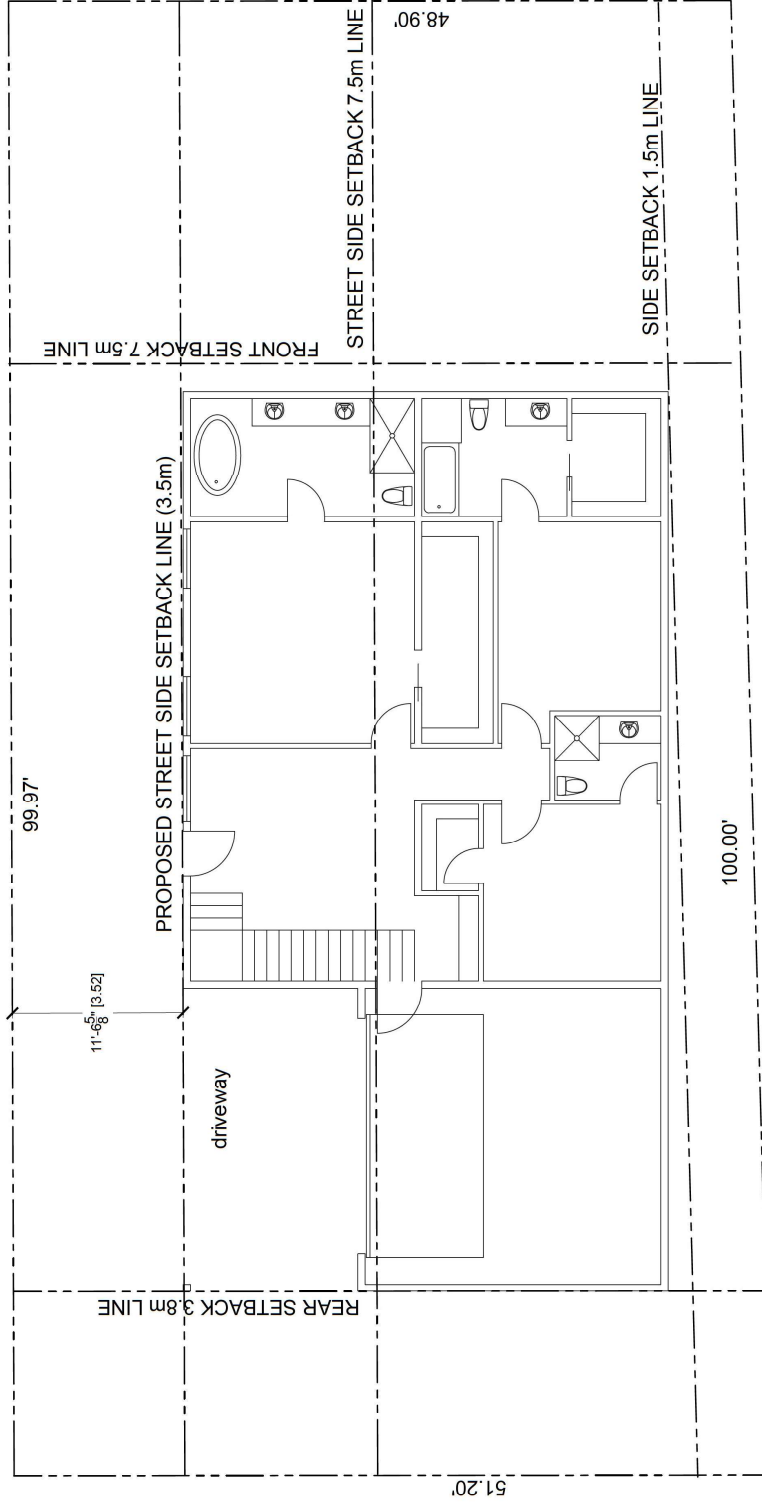 48.90'
STREET SIDE SETBACK 7.5m LINE
SIDE SETBACK 1.5m LINE
FRONT SETBACK 7.5m LINE
PROPOSED STREET SIDE SETBACK LINE (3.5m)
99.97'
100.00'
11'-6 5/8" [3.52]
driveway
REAR SETBACK 3.8m LINE
51.20'